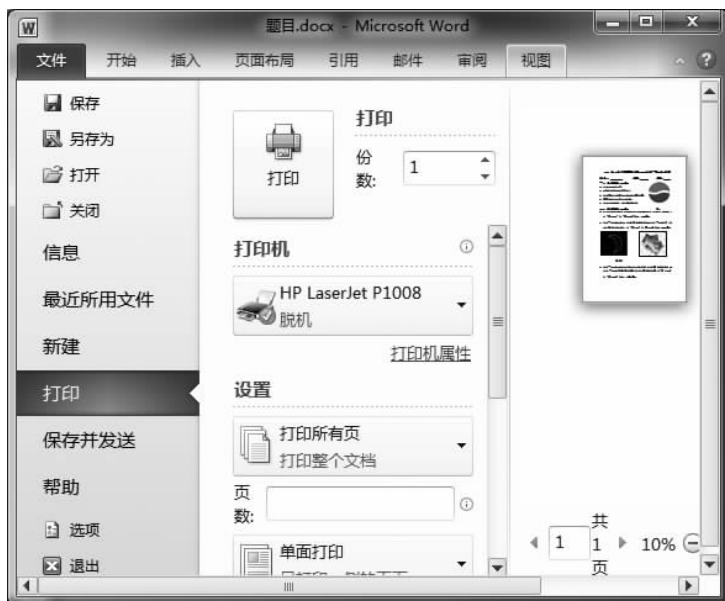 题目.docx - Microsoft Word
文件 开始 插入 页面布局 引用 邮件 审阅 视图
保存
另存为
打开
关闭
信息
最近所用文件
新建
打印
保存并发送
帮助
选项
退出
打印
打印
份数: 1
打印机
HP LaserJet P1008
脱机
打印机属性
设置
打印所有页
打印整个文档
页数:
单面打印
1 共1页 10%